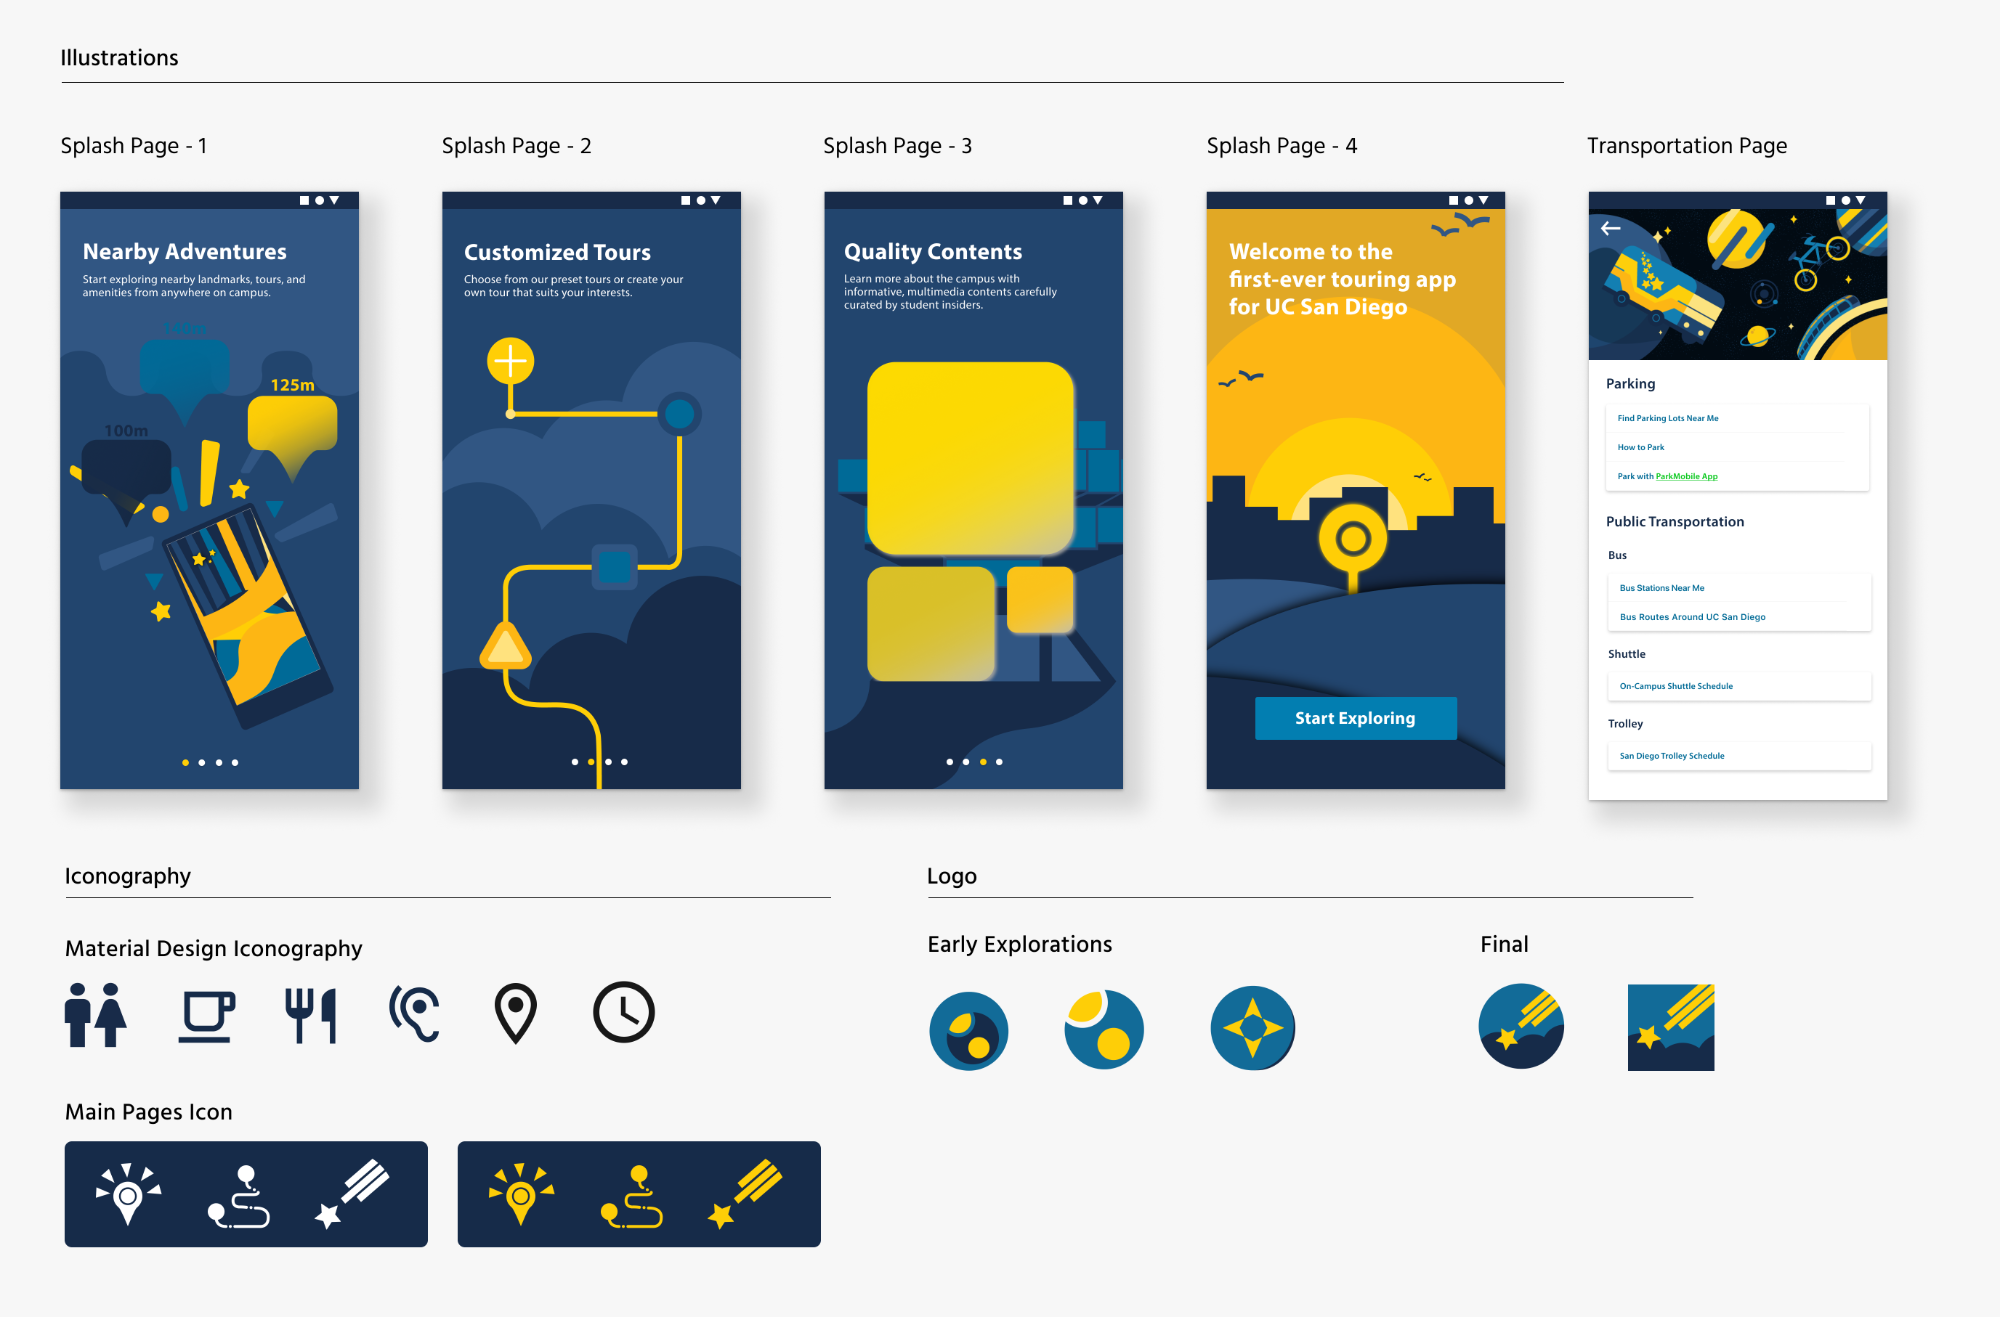 Illustrations
Splash Page - 1
Splash Page - 2
Splash Page - 3
Splash Page - 4
Transportation Page
Nearby Adventures
Start exploring nearby landmarks, tours, and
amenities from anywhere on campus.
140m
125m
100m
Customized Tours
Choose from our preset tours or create your
own tour that suits your interests.
Quality Contents
Learn more about the campus with
informative, multimedia contents carefully
curated by student insiders.
Welcome to the
first-ever touring app
for UC San Diego
Start Exploring
Parking
Find Parking Lots Near Me
How to Park
Park with ParkMobile App
Public Transportation
Bus
Bus Stations Near Me
Bus Routes Around UC San Diego
Shuttle
On-Campus Shuttle Schedule
Trolley
San Diego Trolley Schedule
Iconography
Material Design Iconography
Main Pages Icon
Logo
Early Explorations
Final